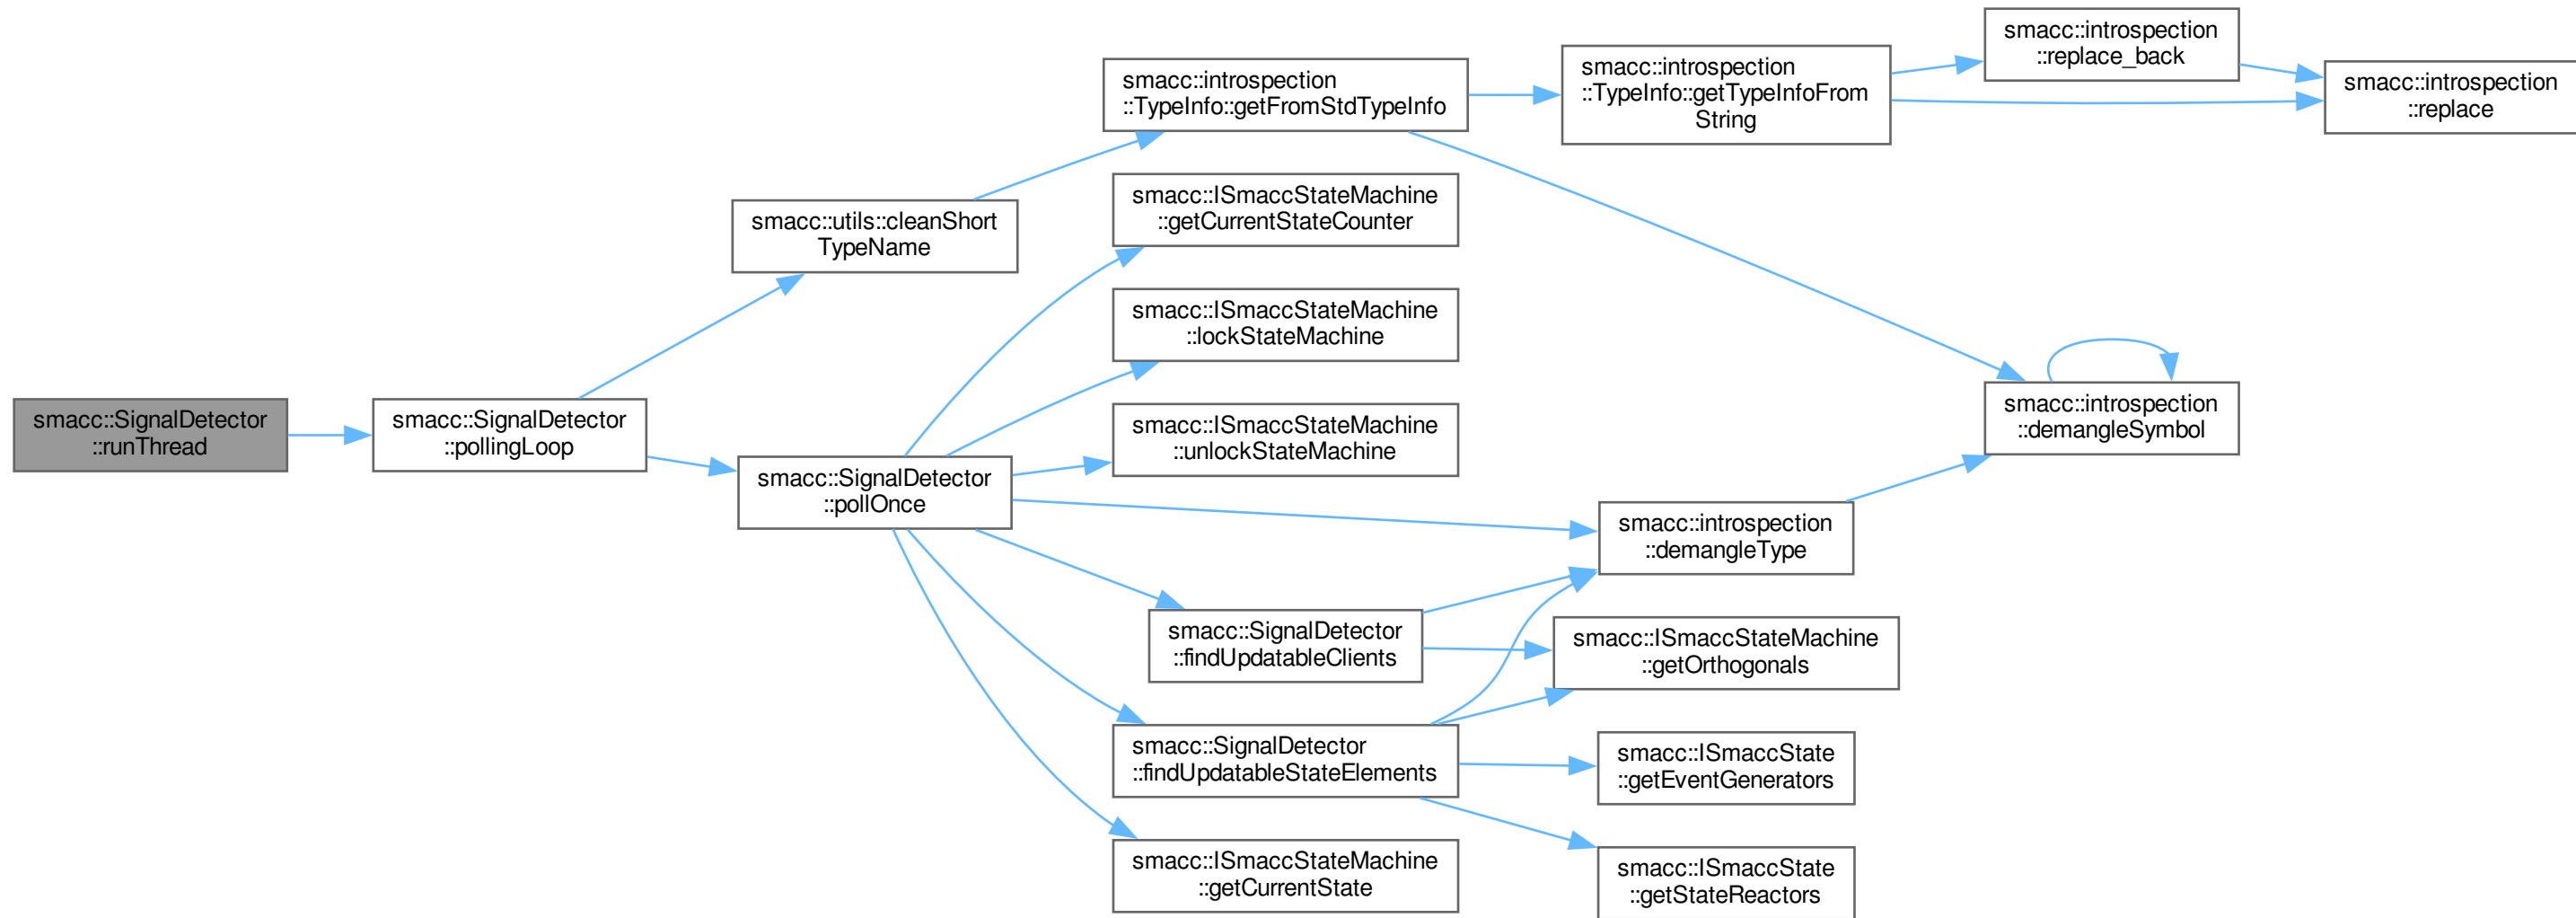 smacc::SignalDetector
::runThread
smacc::SignalDetector
::pollingLoop
smacc::utils::cleanShort
TypeName
smacc::SignalDetector
::pollOnce
smacc::introspection
::TypeInfo::getFromStdTypeInfo
smacc::ISmaccStateMachine
::getCurrentStateCounter
smacc::ISmaccStateMachine
::lockStateMachine
smacc::ISmaccStateMachine
::unlockStateMachine
smacc::SignalDetector
::findUpdatableClients
smacc::SignalDetector
::findUpdatableStateElements
smacc::ISmaccStateMachine
::getCurrentState
smacc::introspection
::TypeInfo::getTypeInfoFrom
String
smacc::introspection
::demangleType
smacc::ISmaccStateMachine
::getOrthogonals
smacc::ISmaccState
::getEventGenerators
smacc::ISmaccState
::getStateReactors
smacc::introspection
::replace_back
smacc::introspection
::demangleSymbol
smacc::introspection
::replace